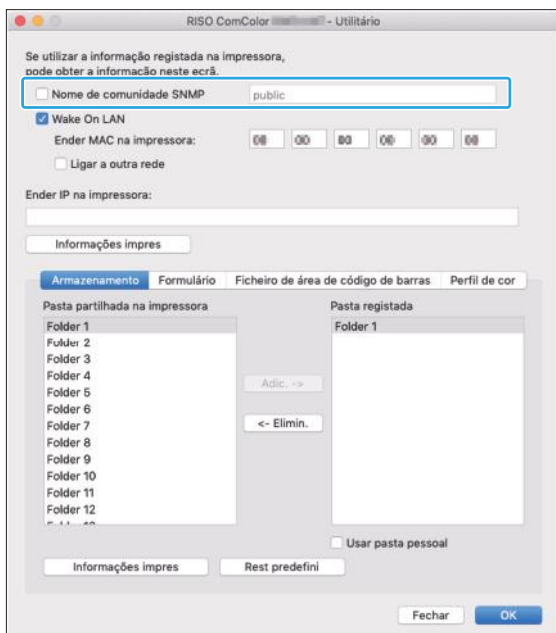 RISO ComColor - Utilitário
Se utilizar a informação registada na impressora,
pode obter a informacão neste ecrã.
Nome de comunidade SNMP public
Wake On LAN
Ender MAC na impressora:
Ligar a outra rede
Ender IP na impressora:
Informações impres
Armazenamento Formulário Ficheiro de área de código de barras Perfil de cor
Pasta partilhada na impressora Pasta registada
Folder 1 Folder 1
Folder 2
Folder 3
Folder 4
Folder 5
Folder 6
Folder 7
Folder 8
Folder 9
Folder 10
Folder 11
Folder 12
Adic. ->
<- Elimin.
Usar pasta pessoal
Informações impres Rest predefini
Fechar OK